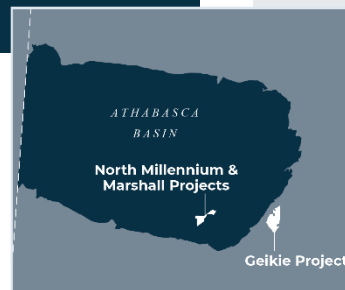 ATHABASCA
BASIN
North Millennium &
Marshall Projects
Geikie Project